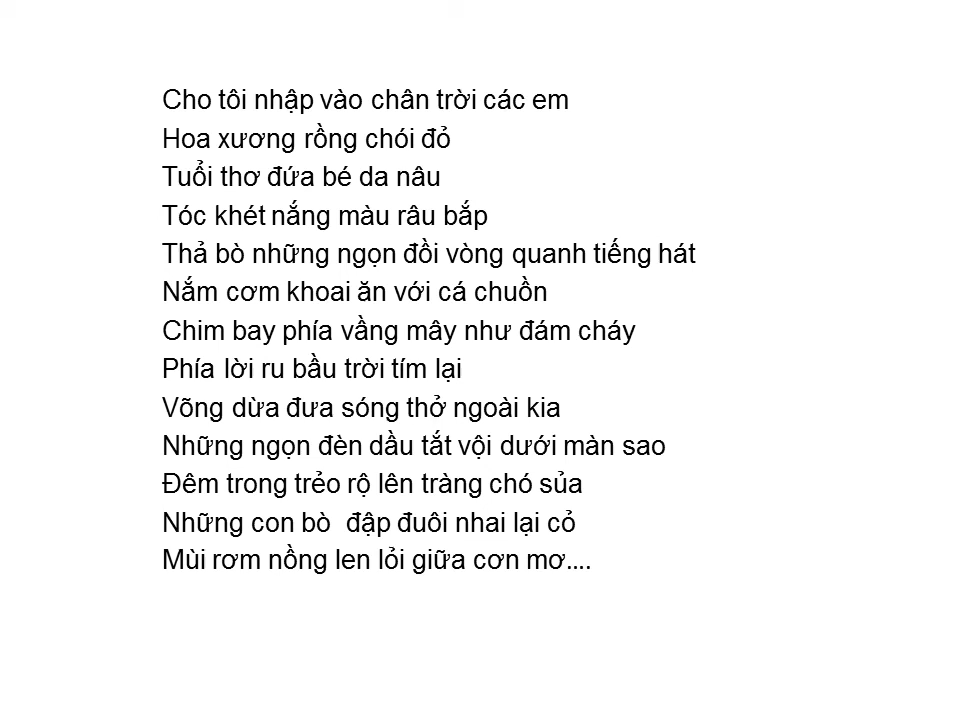 Cho tôi nhập vào chân trời các em
Hoa xương rồng chói đỏ
Tuổi thơ đứa bé da nâu
Tóc khét nắng màu râu bắp
Thả bò những ngọn đồi vòng quanh tiếng hát
Nắm cơm khoai ăn với cá chuồn
Chim bay phía vầng mây như đám cháy
Phía lời ru bầu trời tím lại
Võng dừa đưa sóng thở ngoài kia
Những ngọn đèn dầu tắt vội dưới màn sao
Đêm trong trẻo rộ lên tràng chó sủa
Những con bò  đập đuôi nhai lại cỏ
Mùi rơm nồng len lỏi giữa cơn mơ....